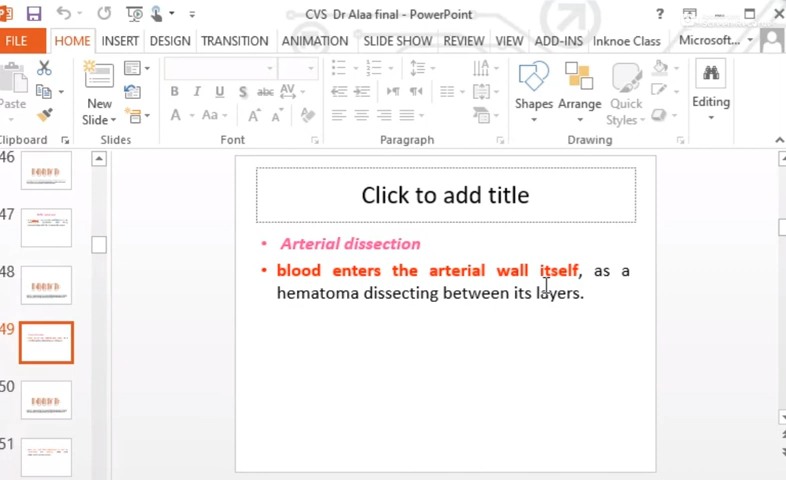 CVS Dr Alaa final - PowerPoint
FILE HOME INSERT DESIGN TRANSITION ANIMATION SLIDE SHOW REVIEW VIEW ADD-INS Inknoe Class Microsoft...
Paste
New
Slide
B I U S abc AV
A Aa A A
Shapes Arrange Quick
Styles
Editing
Clipboard Slides Font Paragraph Drawing
46
47
48
49
50
51
Click to add title
• Arterial dissection
• blood enters the arterial wall itself, as a
hematoma dissecting between its layers.